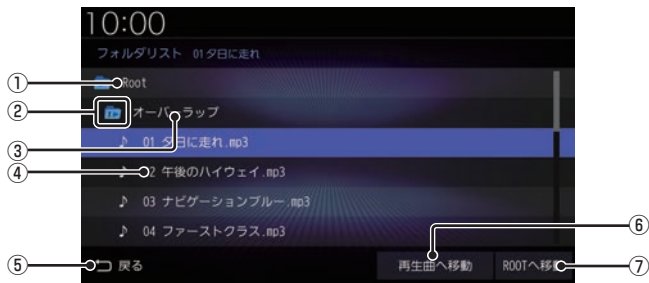 10:00
フォルダリスト 01夕日に走れ
① Root
② オーバーラップ
③ ♪ 01 夕日に走れ.mp3
④ ♪ 02 午後のハイウェイ.mp3
♪ 03 ナビゲーションブルー.mp3
♪ 04 ファーストクラス.mp3
⑥
⑤ 戻る 再生曲へ移動 ROOTへ移動 ⑦